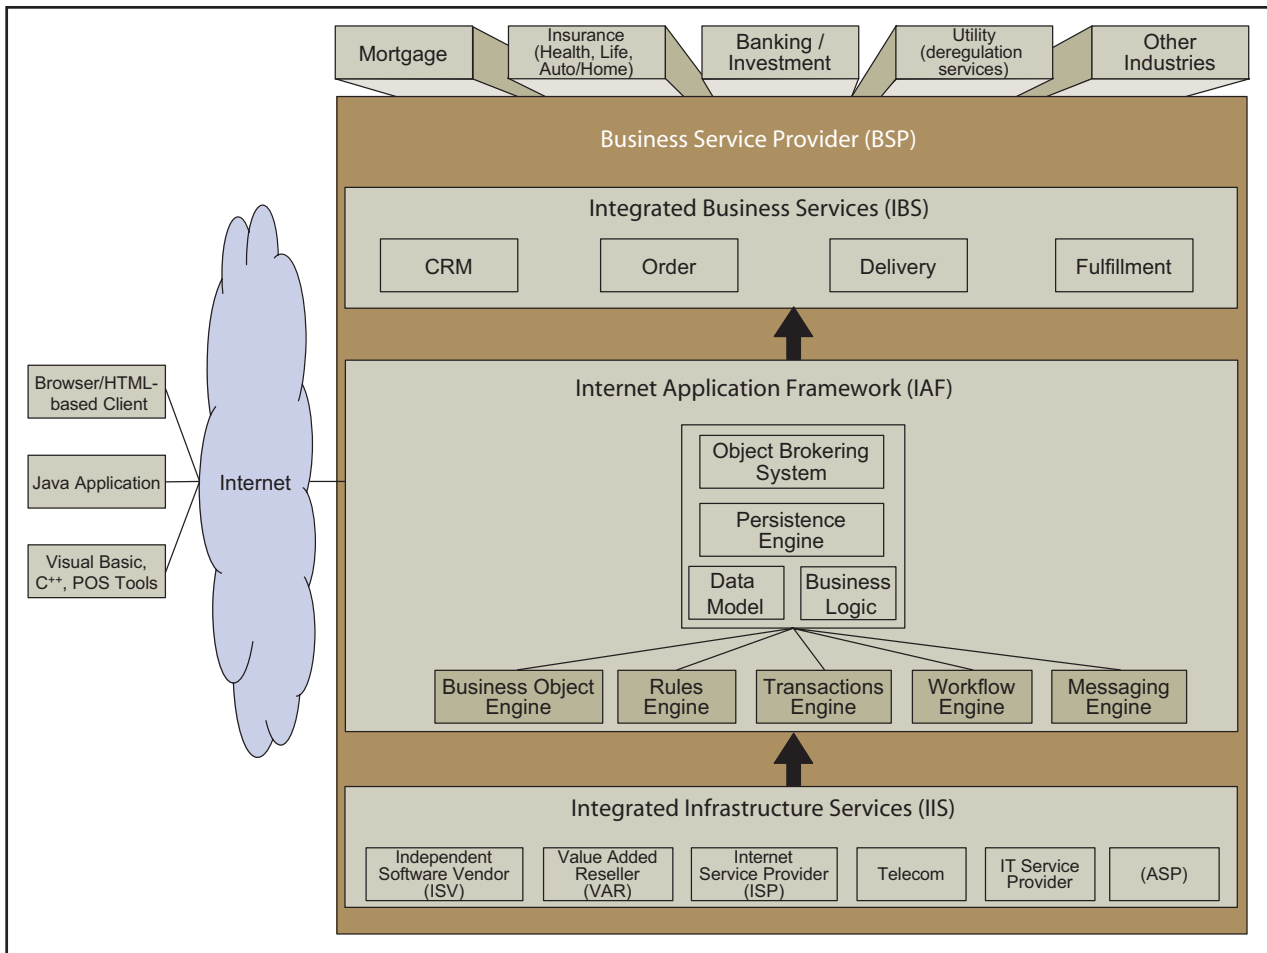 Mortgage
Insurance
(Health, Life,
Auto/Home)
Banking /
Investment
Utility
(deregulation
services)
Other
Industries
Business Service Provider (BSP)
Integrated Business Services (IBS)
CRM
Order
Delivery
Fulfillment
Internet Application Framework (IAF)
Browser/HTML-
based Client
Java Application
Visual Basic,
C++, POS Tools
Internet
Object Brokering
System
Persistence
Engine
Data
Model
Business
Logic
Business Object
Engine
Rules
Engine
Transactions
Engine
Workflow
Engine
Messaging
Engine
Integrated Infrastructure Services (IIS)
Independent
Software Vendor
(ISV)
Value Added
Reseller
(VAR)
Internet
Service Provider
(ISP)
Telecom
IT Service
Provider
(ASP)